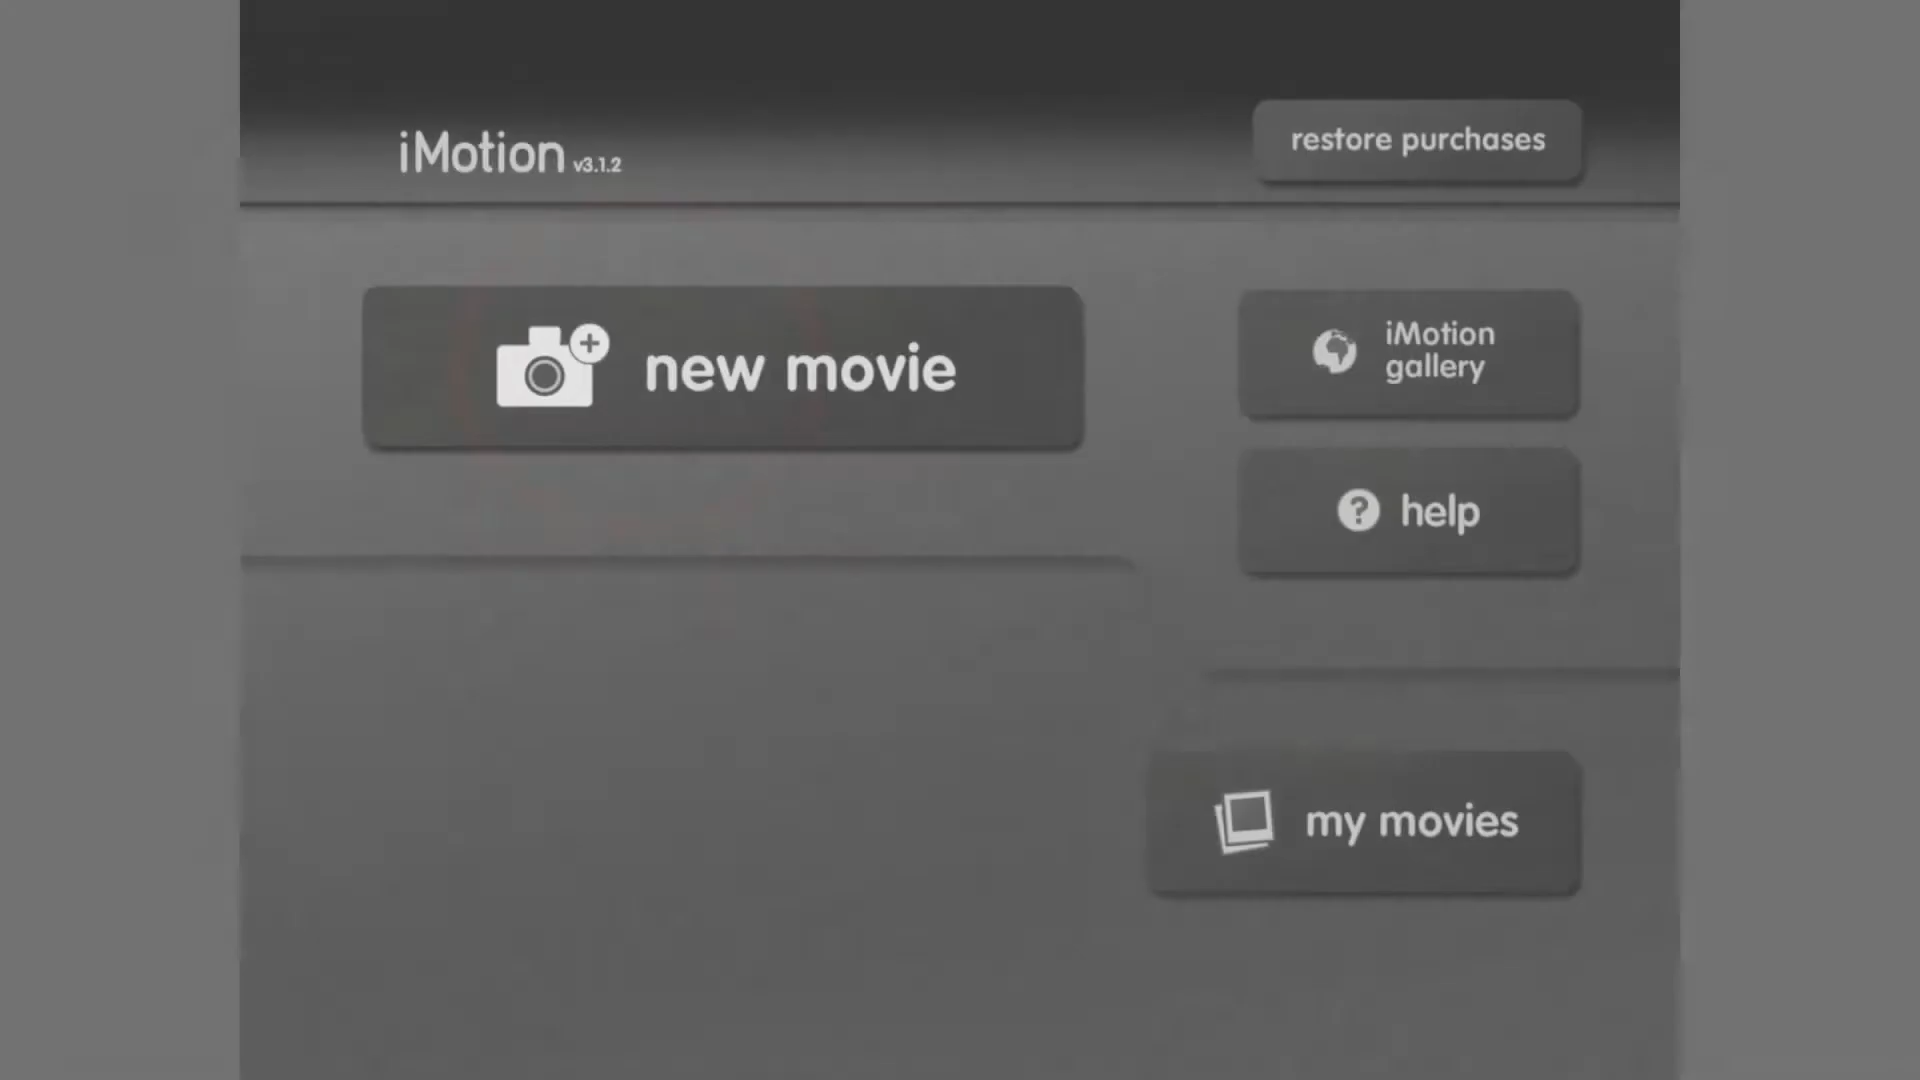 iMotion v3.1.2
restore purchases
new movie
iMotion
gallery
help
my movies